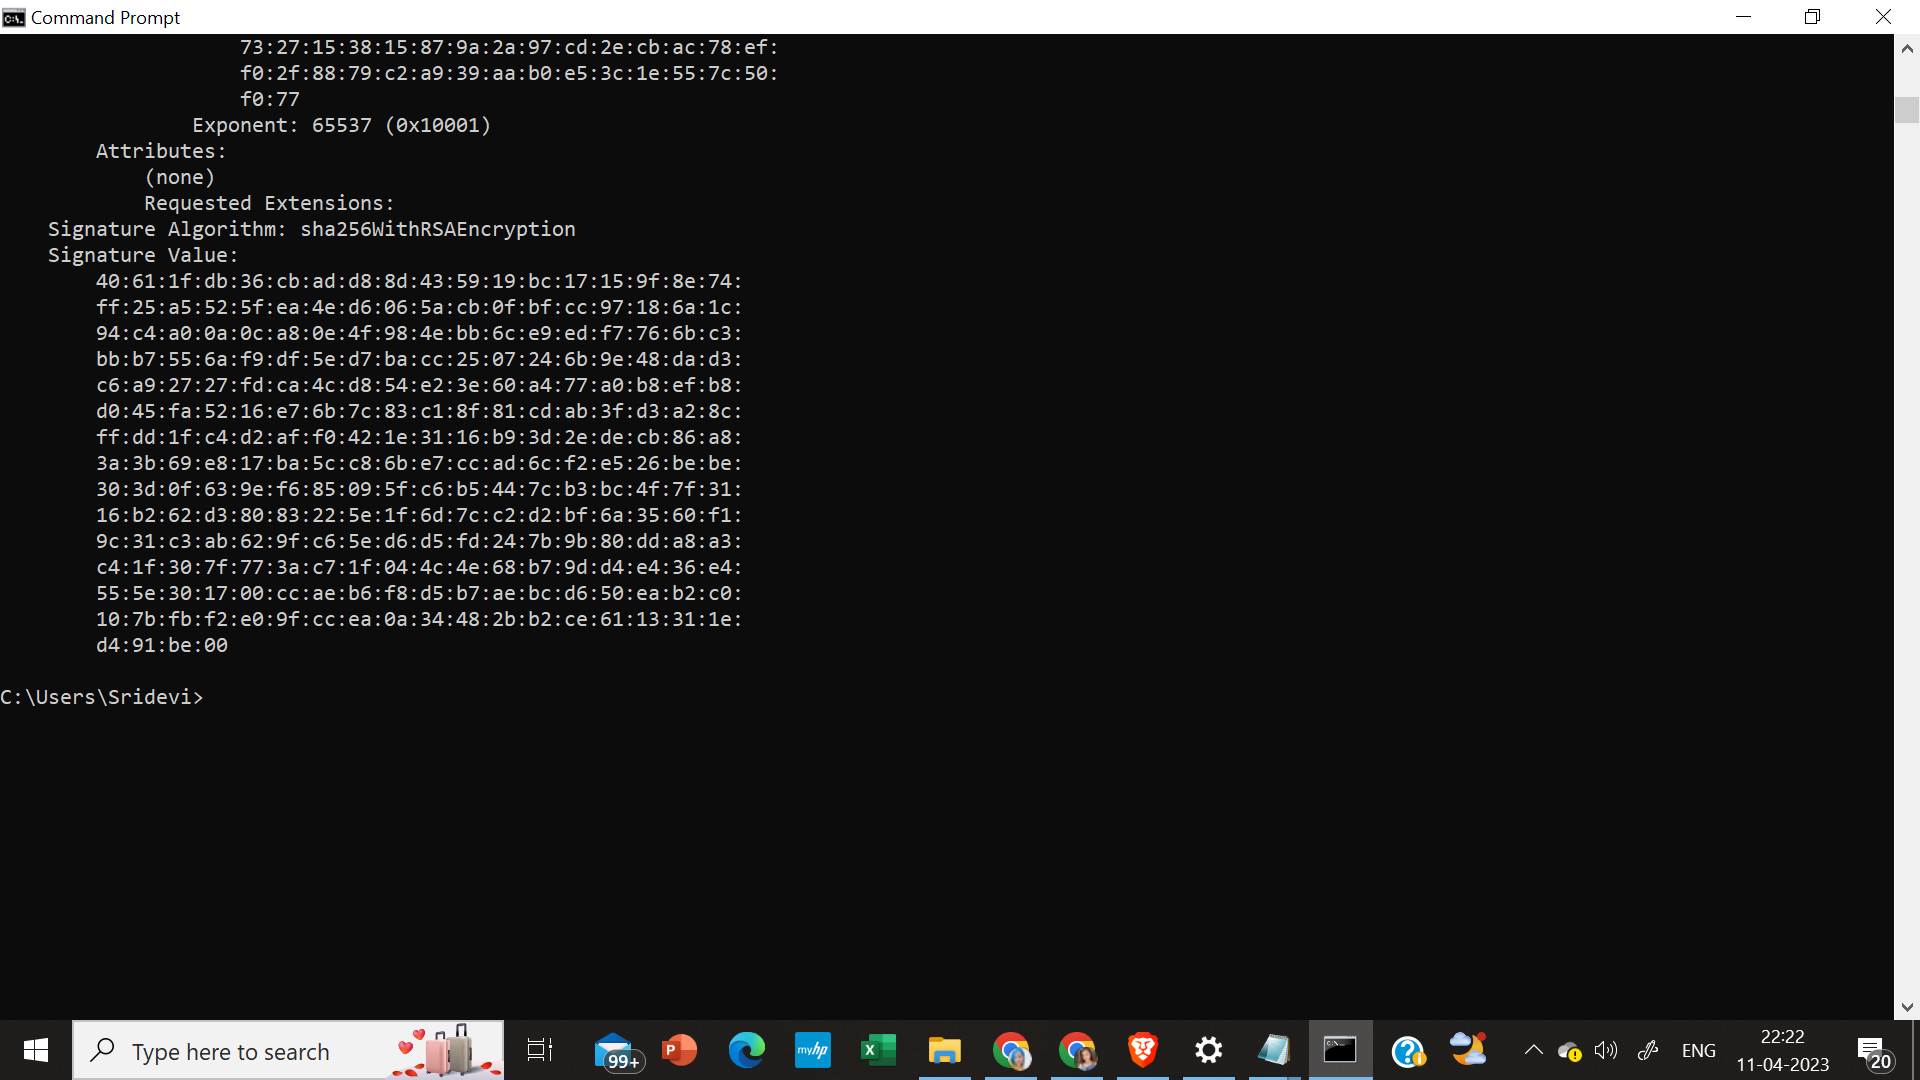 Command Prompt
73:27:15:38:15:87:9a:2a:97:cd:2e:cb:ac:78:ef:
f0:2f:88:79:c2:a9:39:aa:b0:e5:3c:1e:55:7c:50:
f0:77
Exponent: 65537 (0x10001)
Attributes:
(none)
Requested Extensions:
Signature Algorithm: sha256WithRSAEncryption
Signature Value:
40:61:1f:db:36:cb:ad:d8:8d:43:59:19:bc:17:15:9f:8e:74:
ff:25:a5:52:5f:ea:4e:d6:06:5a:cb:0f:bf:cc:97:18:6a:1c:
94:c4:a0:0a:0c:a8:0e:4f:98:4e:bb:6c:e9:ed:f7:76:6b:c3:
bb:b7:55:6a:f9:df:5e:d7:ba:cc:25:07:24:6b:9e:48:da:d3:
c6:a9:27:27:fd:ca:4c:d8:54:e2:3e:60:a4:77:a0:b8:ef:b8:
d0:45:fa:52:16:e7:6b:7c:83:c1:8f:81:cd:ab:3f:d3:a2:8c:
ff:dd:1f:c4:d2:af:f0:42:1e:31:16:b9:3d:2e:de:cb:86:a8:
3a:3b:69:e8:17:ba:5c:c8:6b:e7:cc:ad:6c:f2:e5:26:be:be:
30:3d:0f:63:9e:f6:85:09:5f:c6:b5:44:7c:b3:bc:4f:7f:31:
16:b2:62:d3:80:83:22:5e:1f:6d:7c:c2:d2:bf:6a:35:60:f1:
9c:31:c3:ab:62:9f:c6:5e:d6:d5:fd:24:7b:9b:80:dd:a8:a3:
c4:1f:30:7f:77:3a:c7:1f:04:4c:4e:68:b7:9d:d4:e4:36:e4:
55:5e:30:17:00:cc:ae:b6:f8:d5:b7:ae:bc:d6:50:ea:b2:c0:
10:7b:fb:f2:e0:9f:cc:ea:0a:34:48:2b:b2:ce:61:13:31:1e:
d4:91:be:00
C:\Users\Sridevi>
Type here to search
99+
P
myhp
X
ENG
22:22
11-04-2023
20